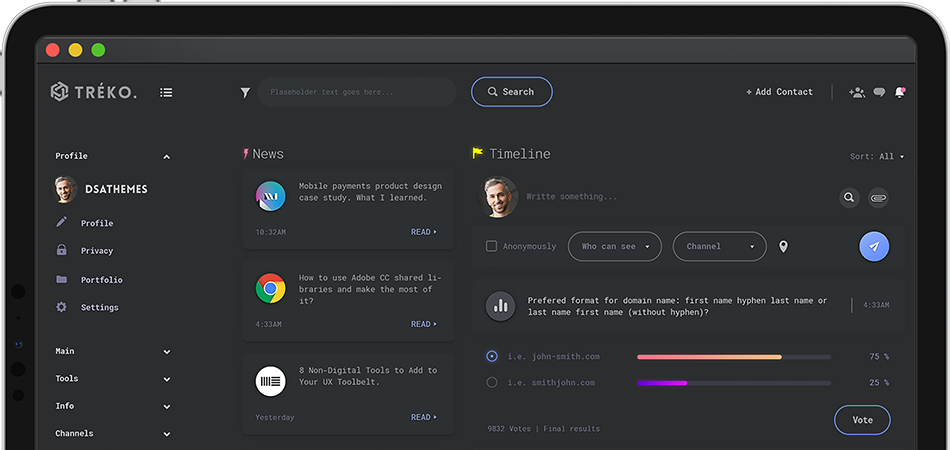 TRÉKO.
Plaseholder text goes here...
Search
+ Add Contact
Profile
DSATHEMES
Profile
Privacy
Portfolio
Settings
Main
Tools
Info
Channels
News
Mobile payments product design
case study. What I learned.
10:32AM
READ
How to use Adobe CC shared li-
braries and make the most of
it?
4:33AM
READ
8 Non-Digital Tools to Add to
Your UX Toolbelt.
Yesterday
READ
Timeline
Sort: All
Writte something...
Anonymously
Who can see
Channel
Prefered format for domain name: first name hyphen last name or
last name first name (without hyphen)?
4:33AM
i.e. john-smith.com
75 %
i.e. smithjohn.com
25 %
9832 Votes | Final results
Vote